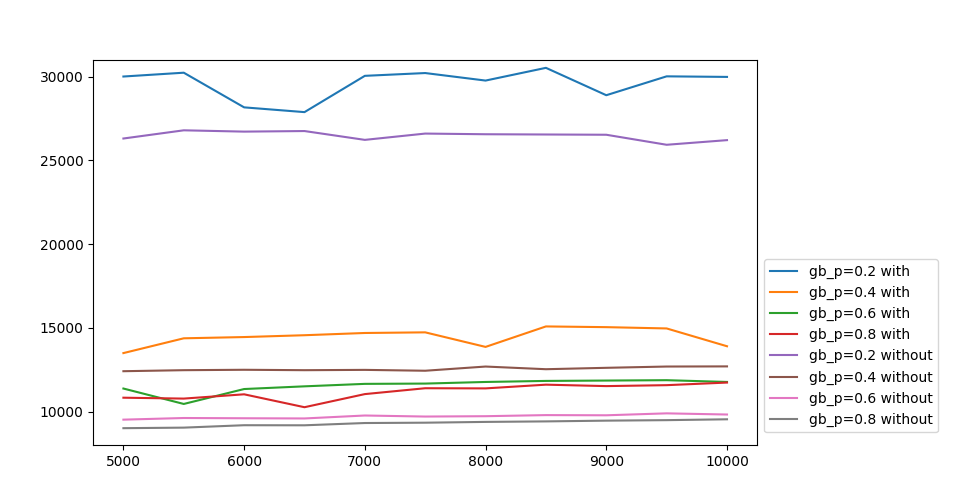 30000
25000
20000
15000
10000
5000 6000 7000 8000 9000 10000
gb_p=0.2 with
gb_p=0.4 with
gb_p=0.6 with
gb_p=0.8 with
gb_p=0.2 without
gb_p=0.4 without
gb_p=0.6 without
gb_p=0.8 without